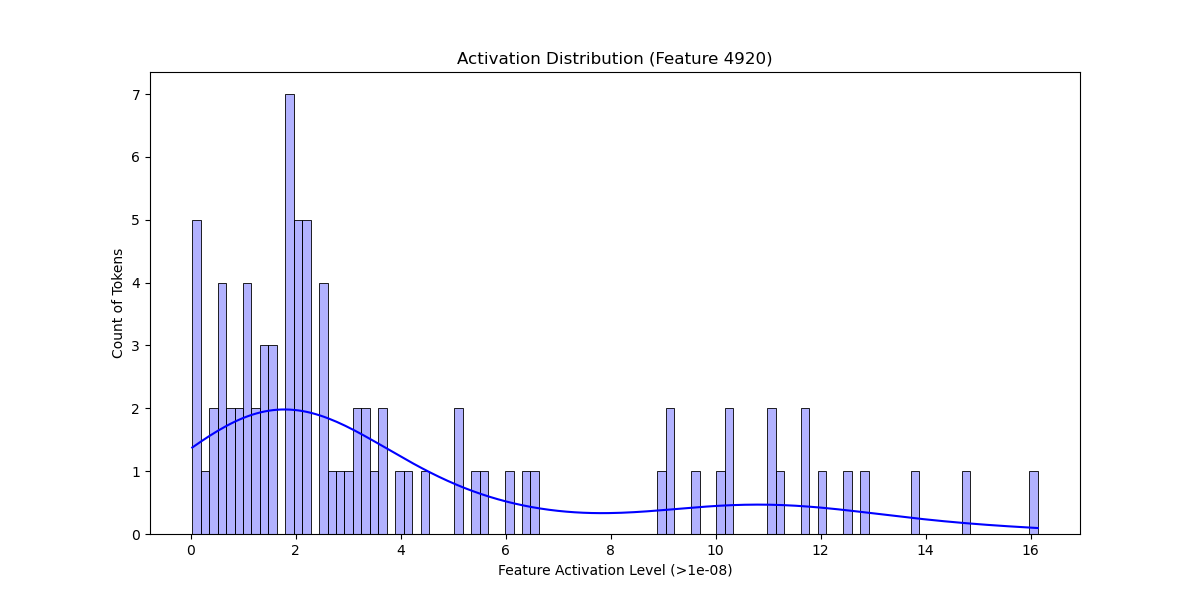 Activation Distribution (Feature 4920)
Count of Tokens
7
6
5
4
3
2
1
0
0 2 4 6 8 10 12 14 16
Feature Activation Level (>1e-08)